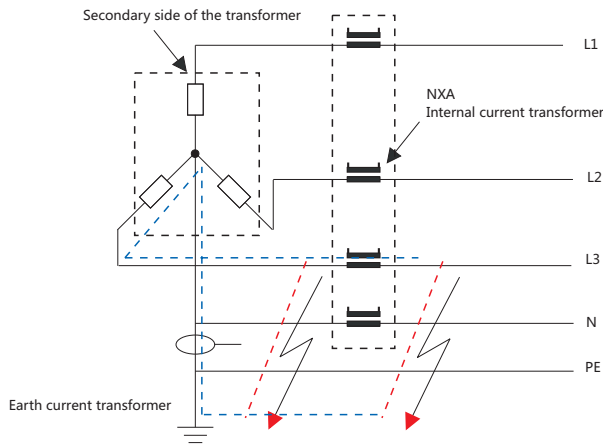 Secondary side of the transformer
L1
NXA
Internal current transformer
L2
L3
N
PE
Earth current transformer